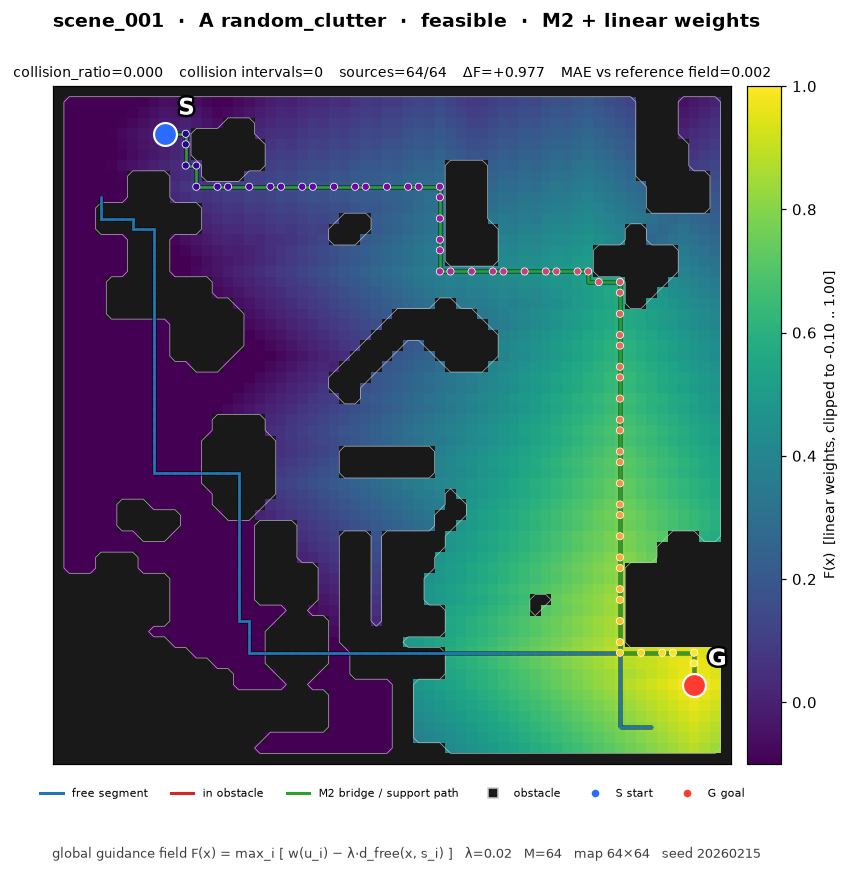 scene_001 · A random_clutter · feasible · M2 + linear weights
collision_ratio=0.000 collision intervals=0 sources=64/64 ΔF=+0.977 MAE vs reference field=0.002
S
G
1.0
0.8
0.6
0.4
0.2
0.0
F(x) [linear weights, clipped to -0.10 .. 1.00]
free segment
in obstacle
M2 bridge / support path
obstacle
S start
G goal
global guidance field F(x) = max_i [ w(u_i) − λ·d_free(x, s_i) ] λ=0.02 M=64 map 64×64 seed 20260215